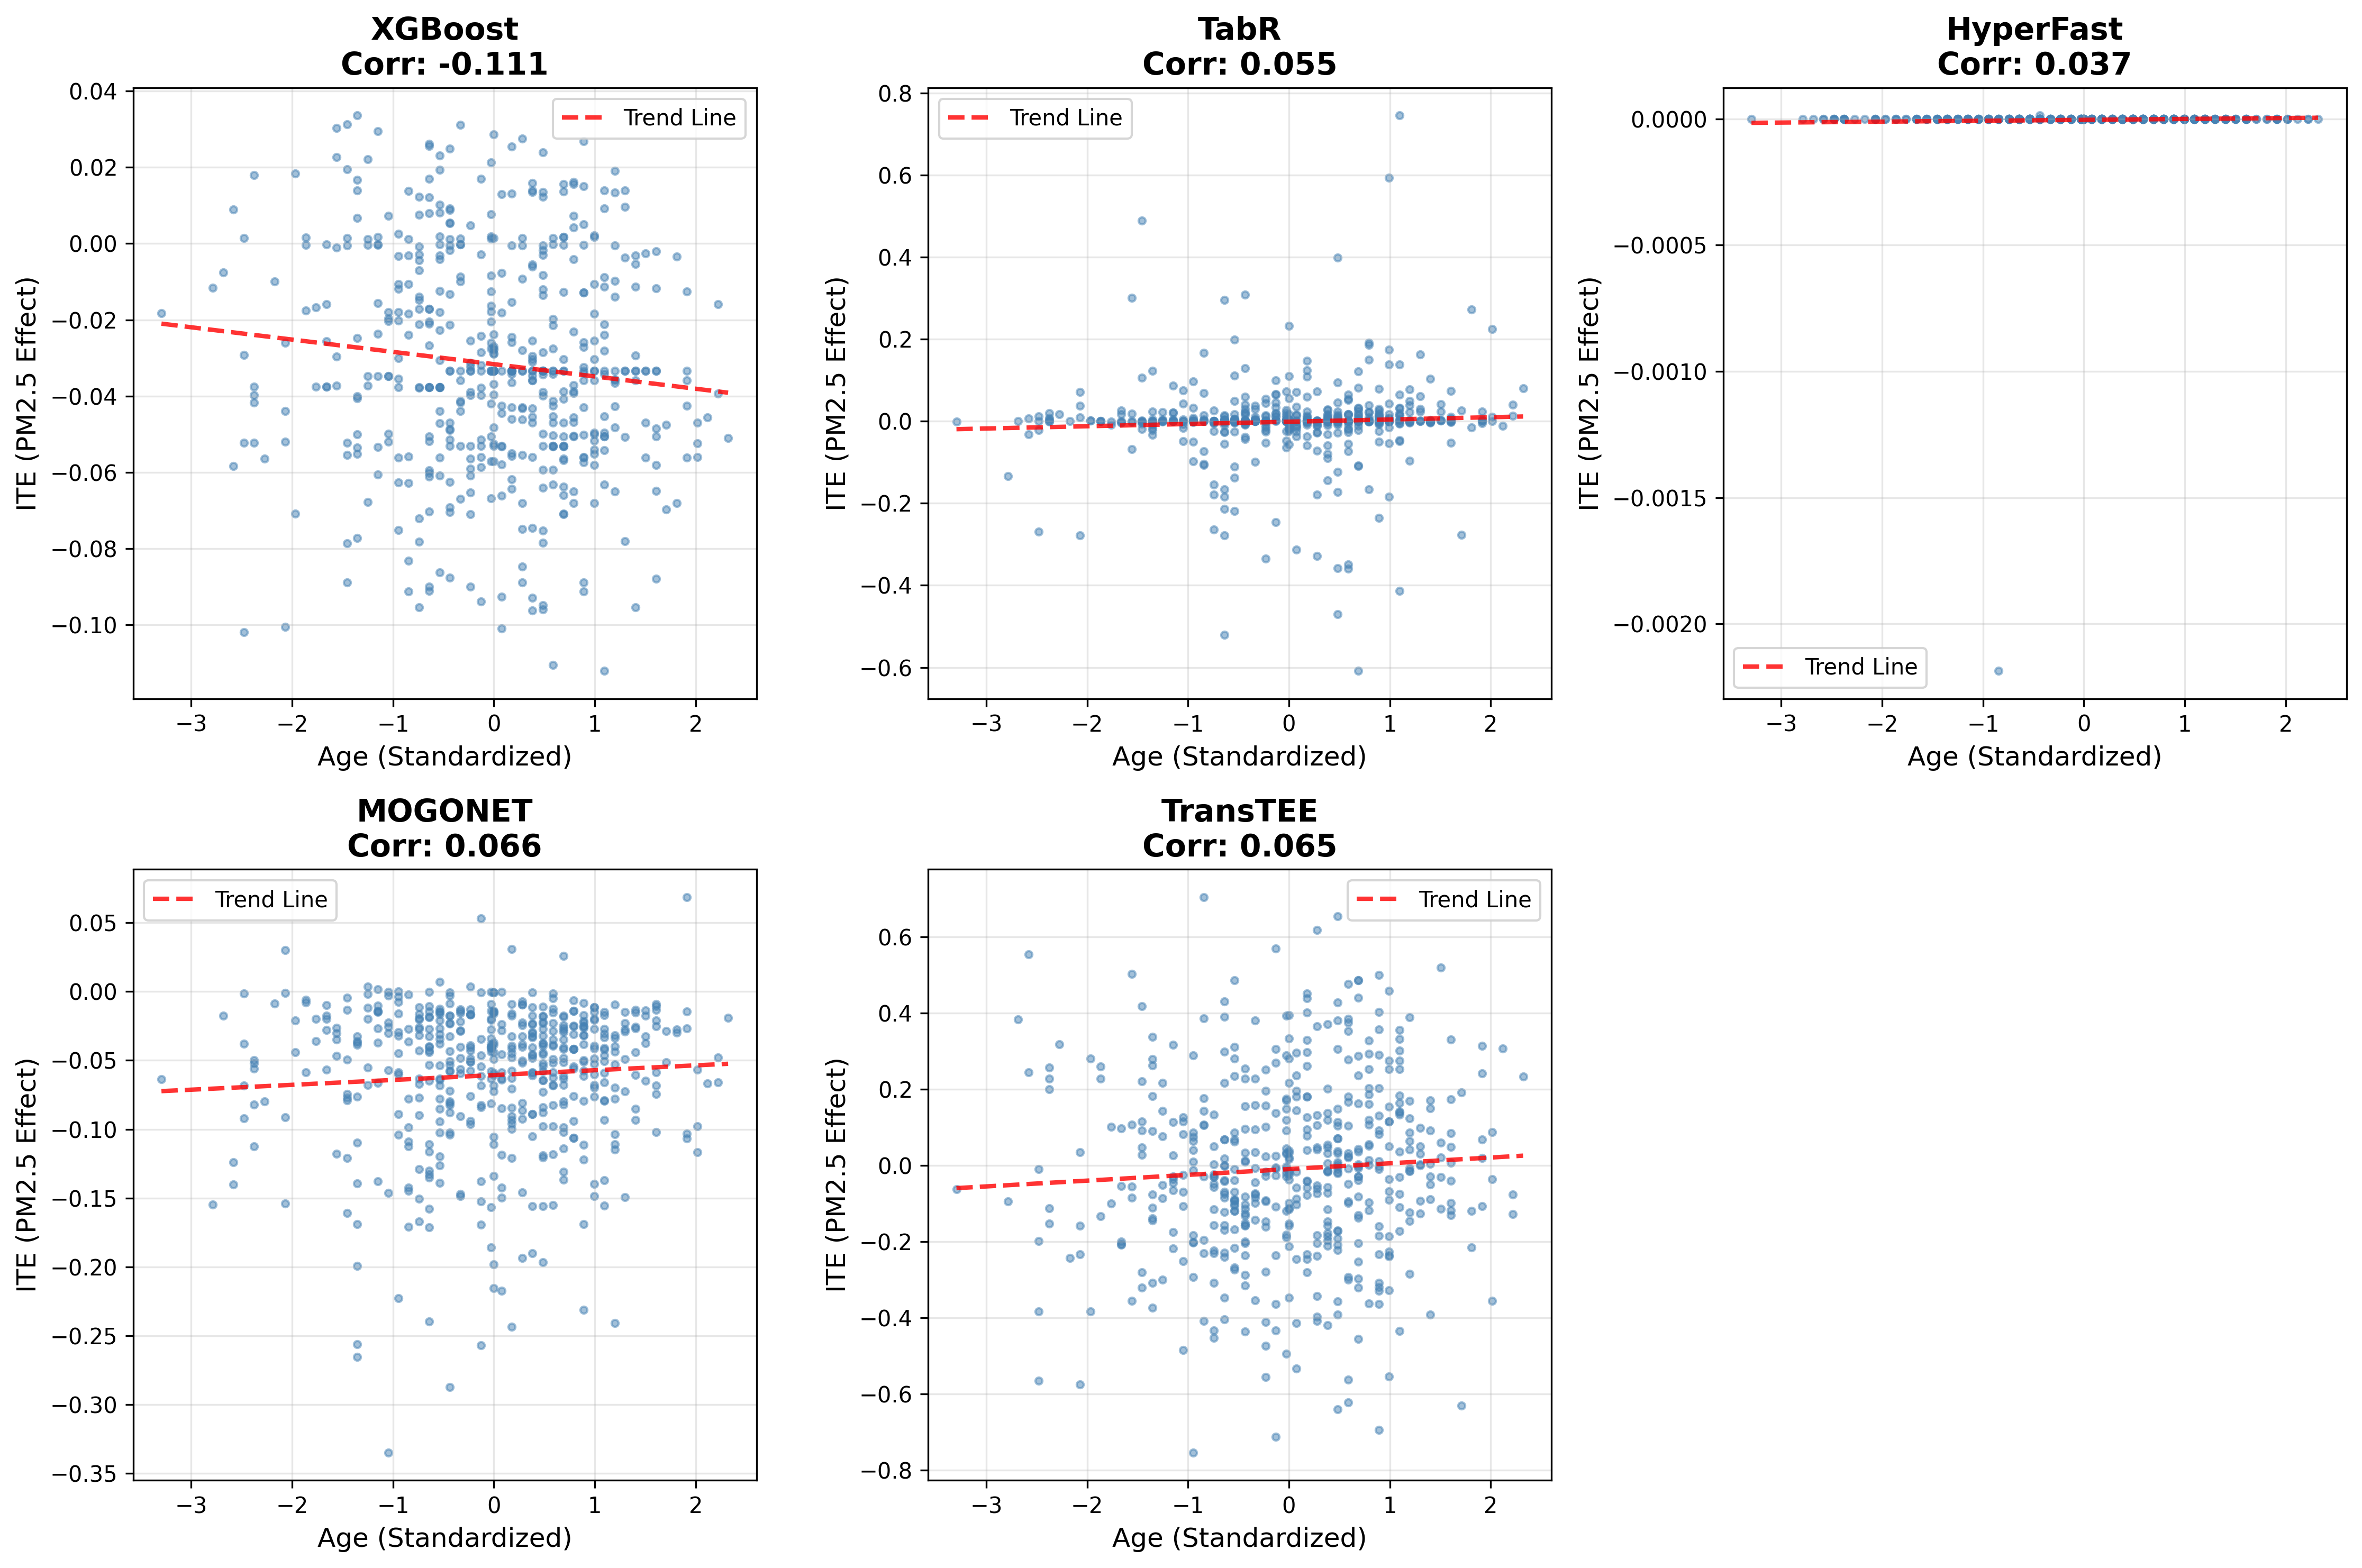 XGBoost
Corr: -0.111
Trend Line
0.04
0.02
0.00
−0.02
−0.04
−0.06
−0.08
−0.10
ITE (PM2.5 Effect)
−3
−2
−1
0
1
2
Age (Standardized)
TabR
Corr: 0.055
Trend Line
0.8
0.6
0.4
0.2
0.0
−0.2
−0.4
−0.6
ITE (PM2.5 Effect)
−3
−2
−1
0
1
2
Age (Standardized)
HyperFast
Corr: 0.037
0.0000
−0.0005
−0.0010
−0.0015
−0.0020
ITE (PM2.5 Effect)
Trend Line
−3
−2
−1
0
1
2
Age (Standardized)
MOGONET
Corr: 0.066
Trend Line
0.05
0.00
−0.05
−0.10
−0.15
−0.20
−0.25
−0.30
−0.35
ITE (PM2.5 Effect)
−3
−2
−1
0
1
2
Age (Standardized)
TransTEE
Corr: 0.065
Trend Line
0.6
0.4
0.2
0.0
−0.2
−0.4
−0.6
−0.8
ITE (PM2.5 Effect)
−3
−2
−1
0
1
2
Age (Standardized)